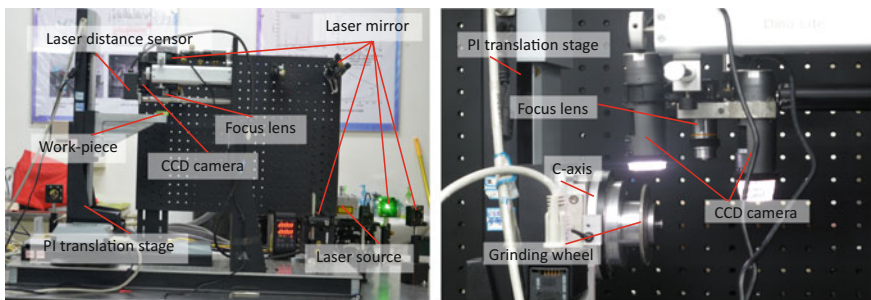 Laser distance sensor
Laser mirror
Focus lens
Work-piece
CCD camera
PI translation stage
Laser source
PI translation stage
Focus lens
C-axis
CCD camera
Grinding wheel